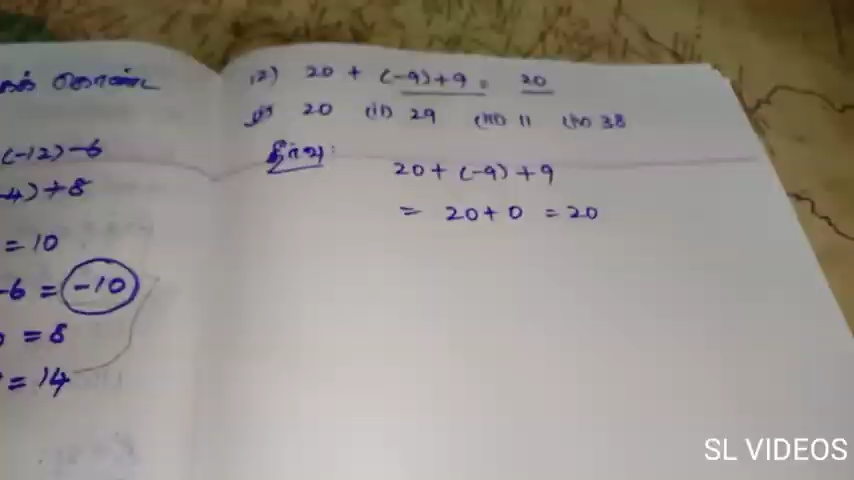 கொண்ட
(-12)-6
-4)+8
= 10
-6 = -10
= 8
= 14
12) 20 + (-9)+9 = 20
20 (ii) 29 (iii) 11 (iv) 38
தீர்வு:
20+(-9)+9
= 20+0 = 20
SL VIDEOS